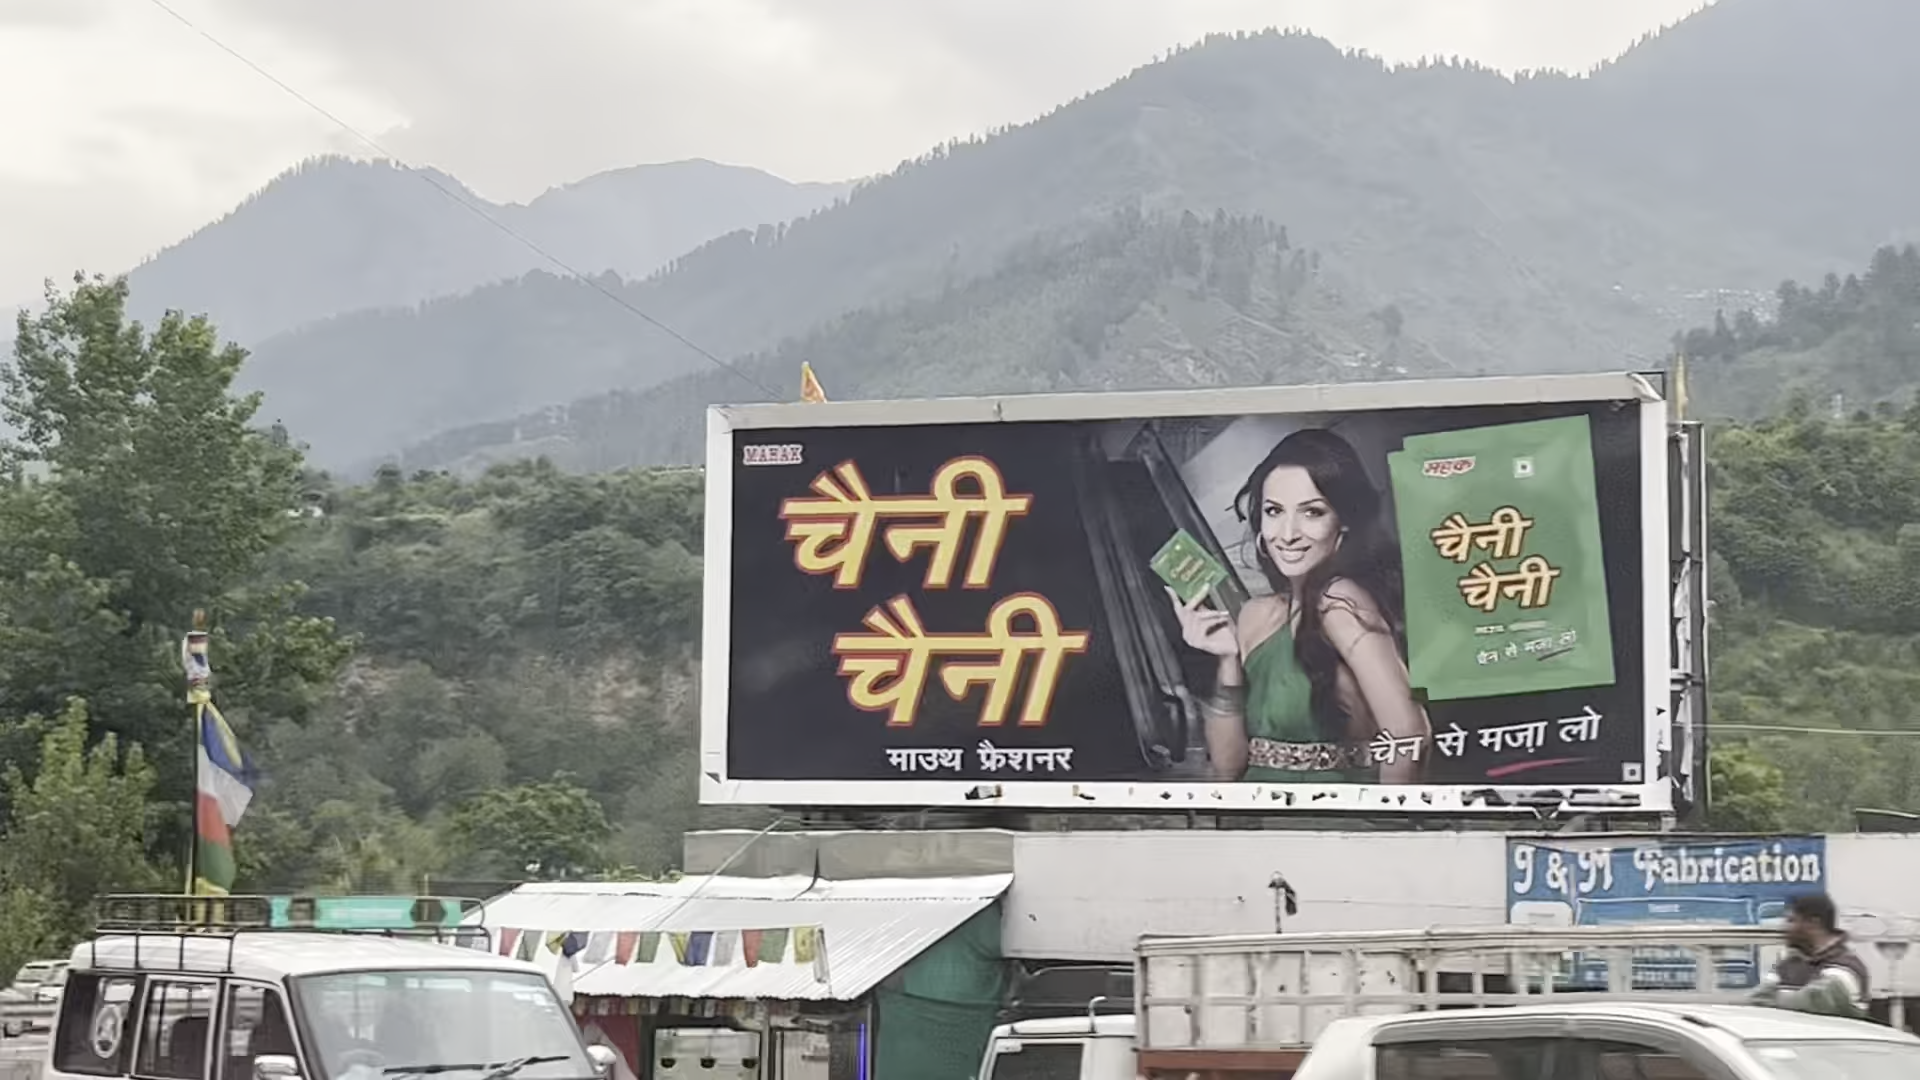 MAHAK
चैनी
चैनी
माउथ फ्रैशनर
महक
चैनी
चैनी
चैन से मजा लो
चैन से मजा़ लो
J & M Fabrication